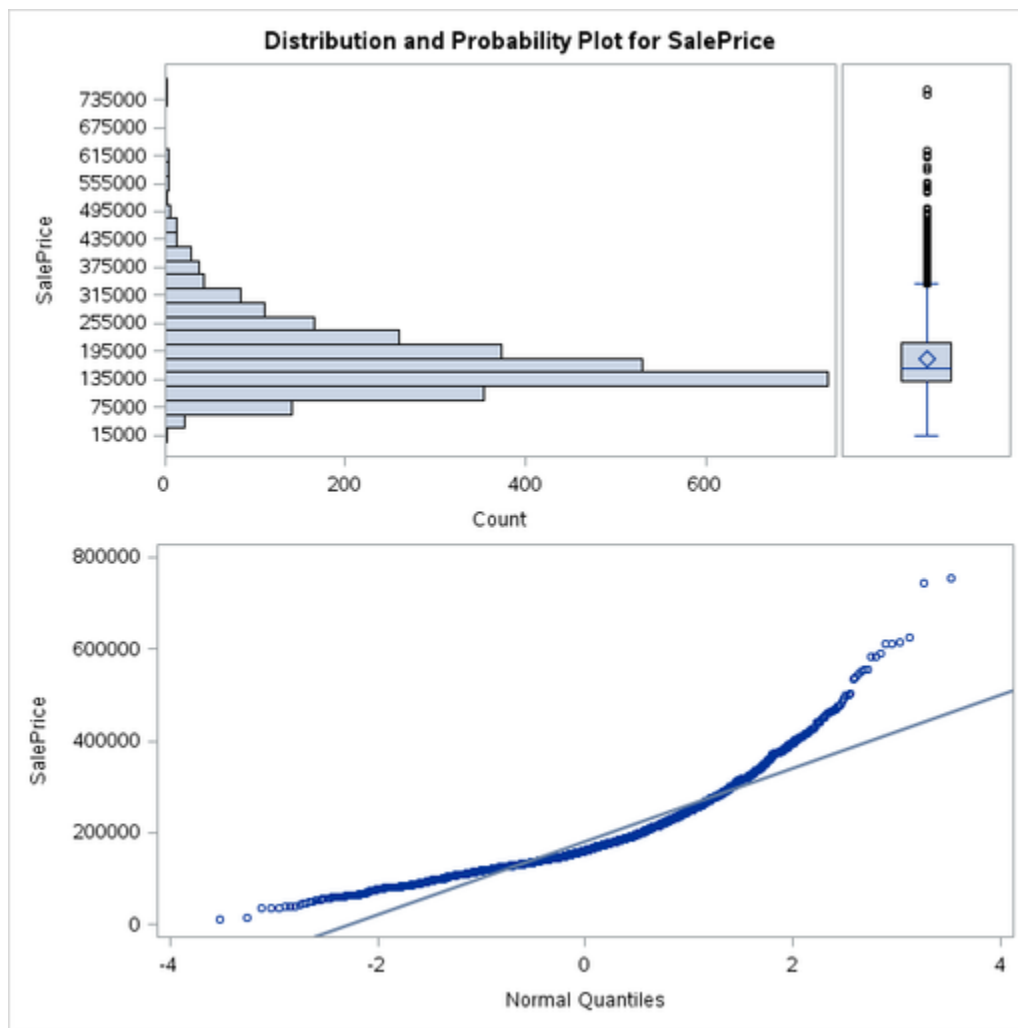 Distribution and Probability Plot for SalePrice
SalePrice
735000
675000
615000
555000
495000
435000
375000
315000
255000
195000
135000
75000
15000
0 200 400 600
Count
SalePrice
800000
600000
400000
200000
0
-4 -2 0 2 4
Normal Quantiles